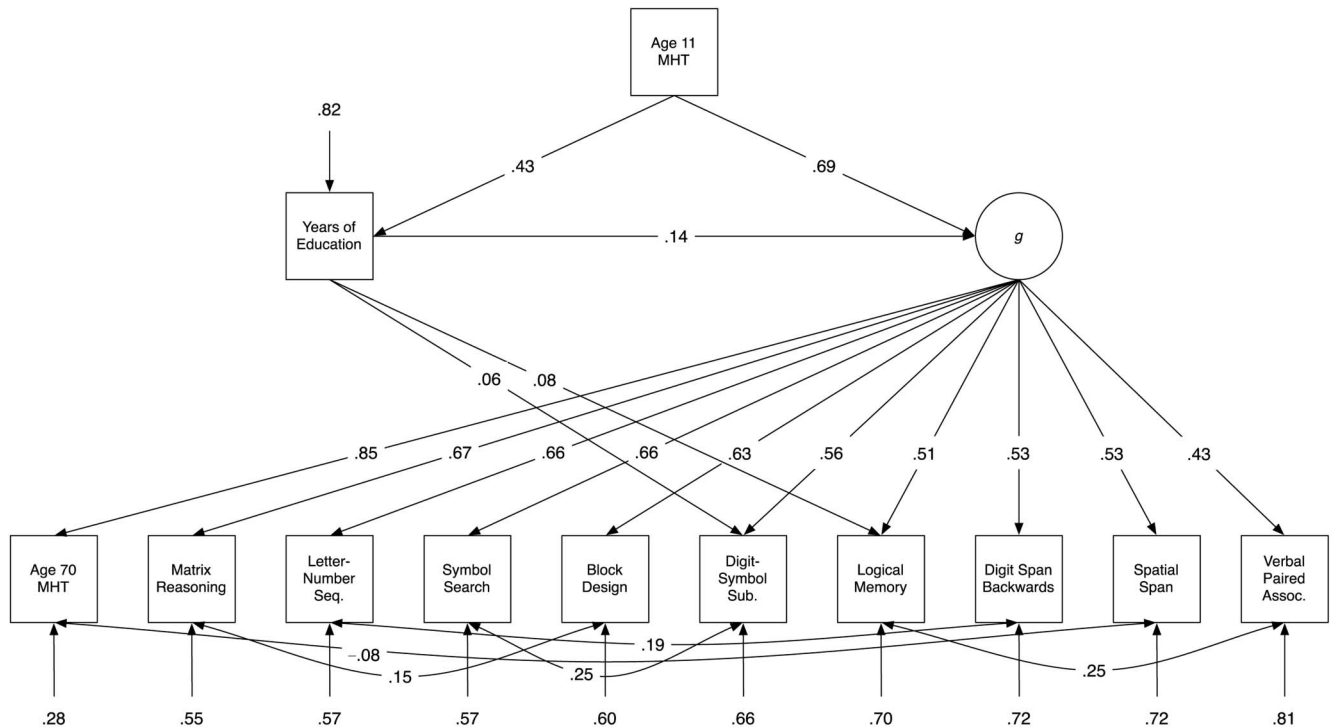 Age 11
MHT
.82
.43
.69
Years of
Education
.14
g
.06
.08
.85
.67
.66
.66
.63
.56
.51
.53
.53
.43
Age 70
MHT
Matrix
Reasoning
Letter-
Number
Seq.
Symbol
Search
Block
Design
Digit-
Symbol
Sub.
Logical
Memory
Digit Span
Backwards
Spatial
Span
Verbal
Paired
Assoc.
–.08
.15
.25
.19
.25
.28
.55
.57
.57
.60
.66
.70
.72
.72
.81